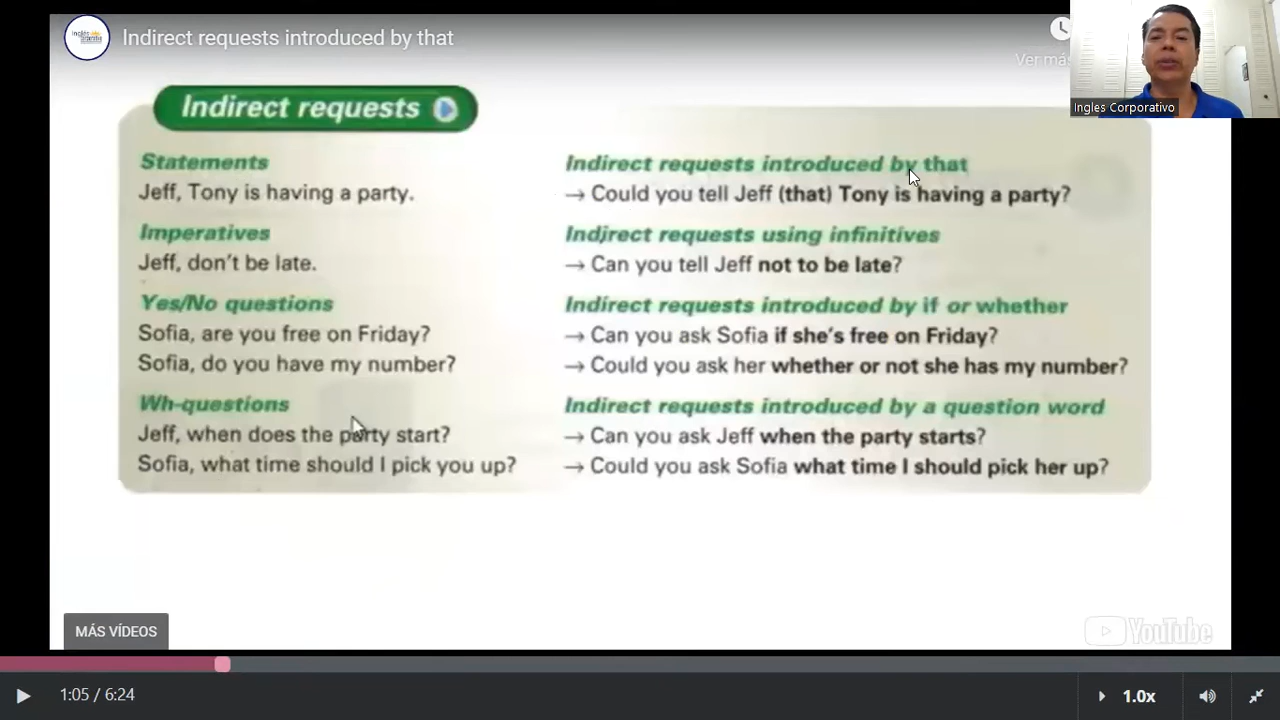 Indirect requests introduced by that
Ver más
Ingles Corporativo
Indirect requests
Statements
Jeff, Tony is having a party.
Indirect requests introduced by that
→ Could you tell Jeff (that) Tony is having a party?
Imperatives
Jeff, don't be late.
Indirect requests using infinitives
→ Can you tell Jeff not to be late?
Yes/No questions
Sofia, are you free on Friday?
Sofia, do you have my number?
Indirect requests introduced by if or whether
→ Can you ask Sofia if she's free on Friday?
→ Could you ask her whether or not she has my number?
Wh-questions
Jeff, when does the party start?
Sofia, what time should I pick you up?
Indirect requests introduced by a question word
→ Can you ask Jeff when the party starts?
→ Could you ask Sofia what time I should pick her up?
MÁS VÍDEOS
YouTube
1:05 / 6:24
1.0x